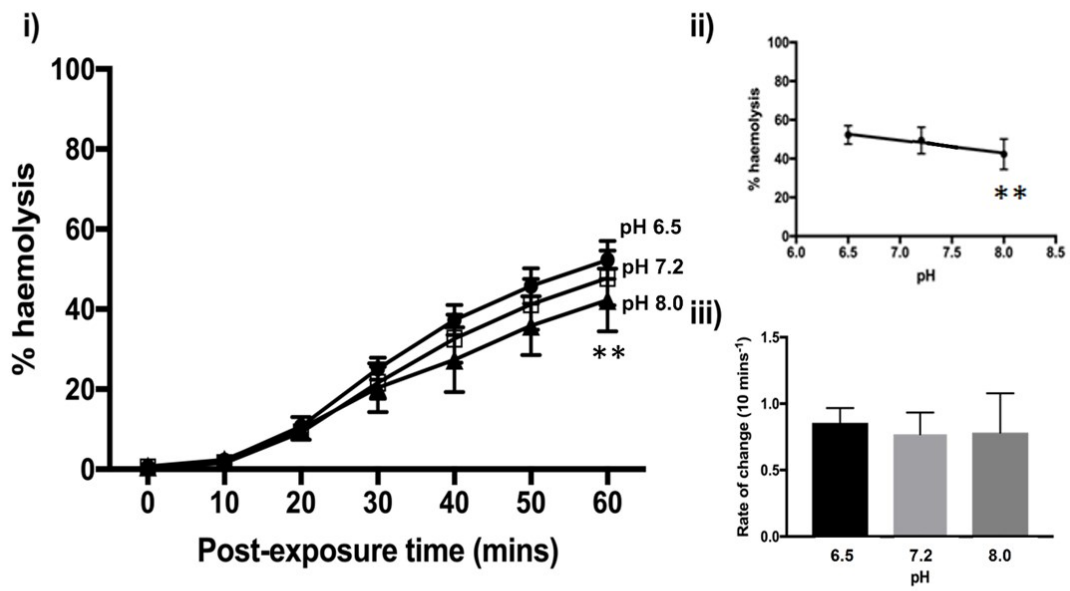 i)
% haemolysis
100
80
60
40
20
0
pH 6.5
pH 7.2
pH 8.0
**
0 10 20 30 40 50 60
Post-exposure time (mins)
ii)
% haemolysis
100
80
60
40
20
0
**
6.0 6.5 7.0 7.5 8.0 8.5
pH
iii)
Rate of change (10 mins⁻¹)
1.5
1.0
0.5
0.0
6.5 7.2 8.0
pH